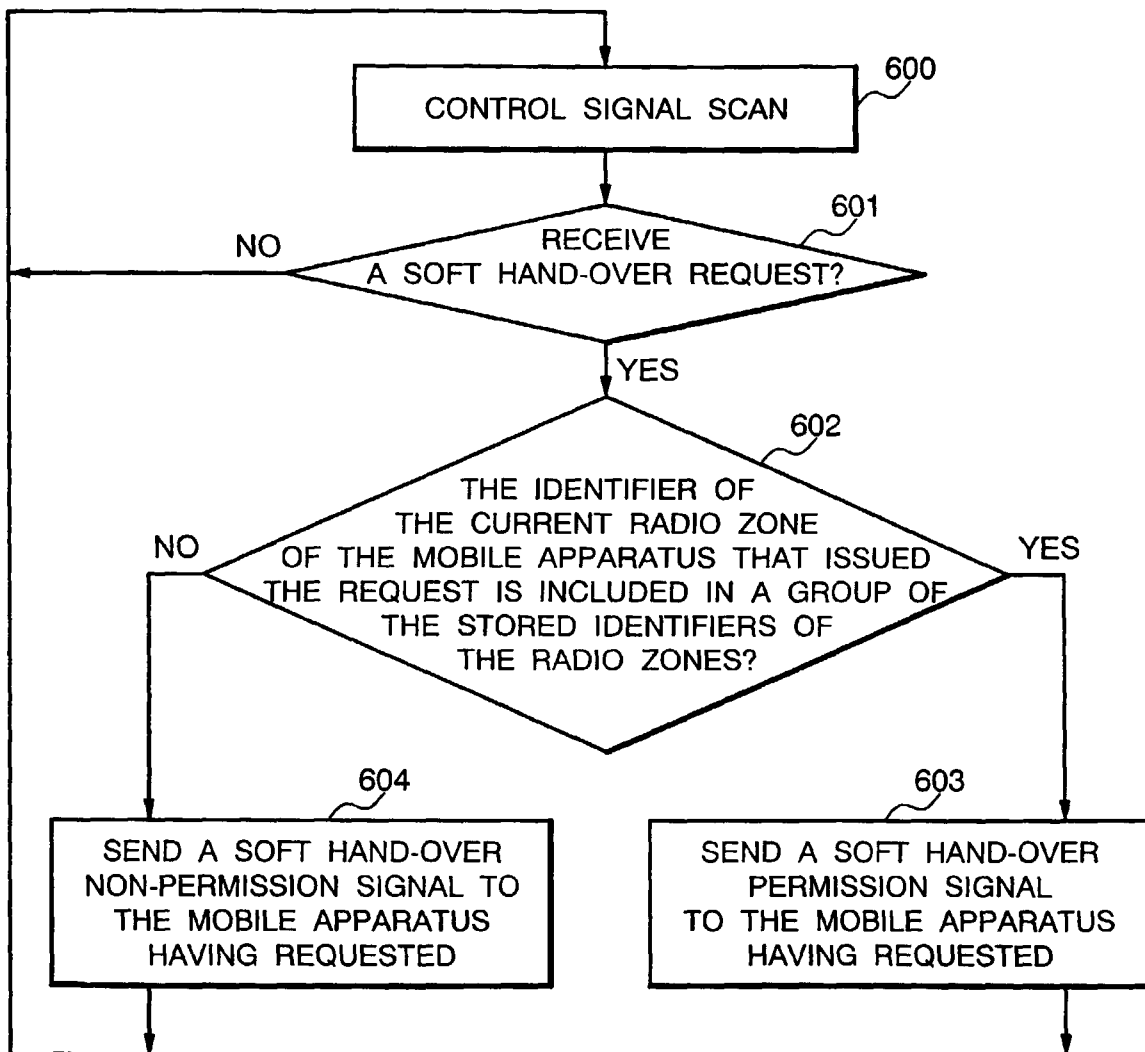 600
CONTROL SIGNAL SCAN
601
NO
RECEIVE
A SOFT HAND-OVER REQUEST?
YES
602
THE IDENTIFIER OF
THE CURRENT RADIO ZONE
NO
OF THE MOBILE APPARATUS THAT ISSUED
YES
THE REQUEST IS INCLUDED IN A GROUP OF
THE STORED IDENTIFIERS OF
THE RADIO ZONES?
604
SEND A SOFT HAND-OVER
NON-PERMISSION SIGNAL TO
THE MOBILE APPARATUS
HAVING REQUESTED
603
SEND A SOFT HAND-OVER
PERMISSION SIGNAL
TO THE MOBILE APPARATUS
HAVING REQUESTED